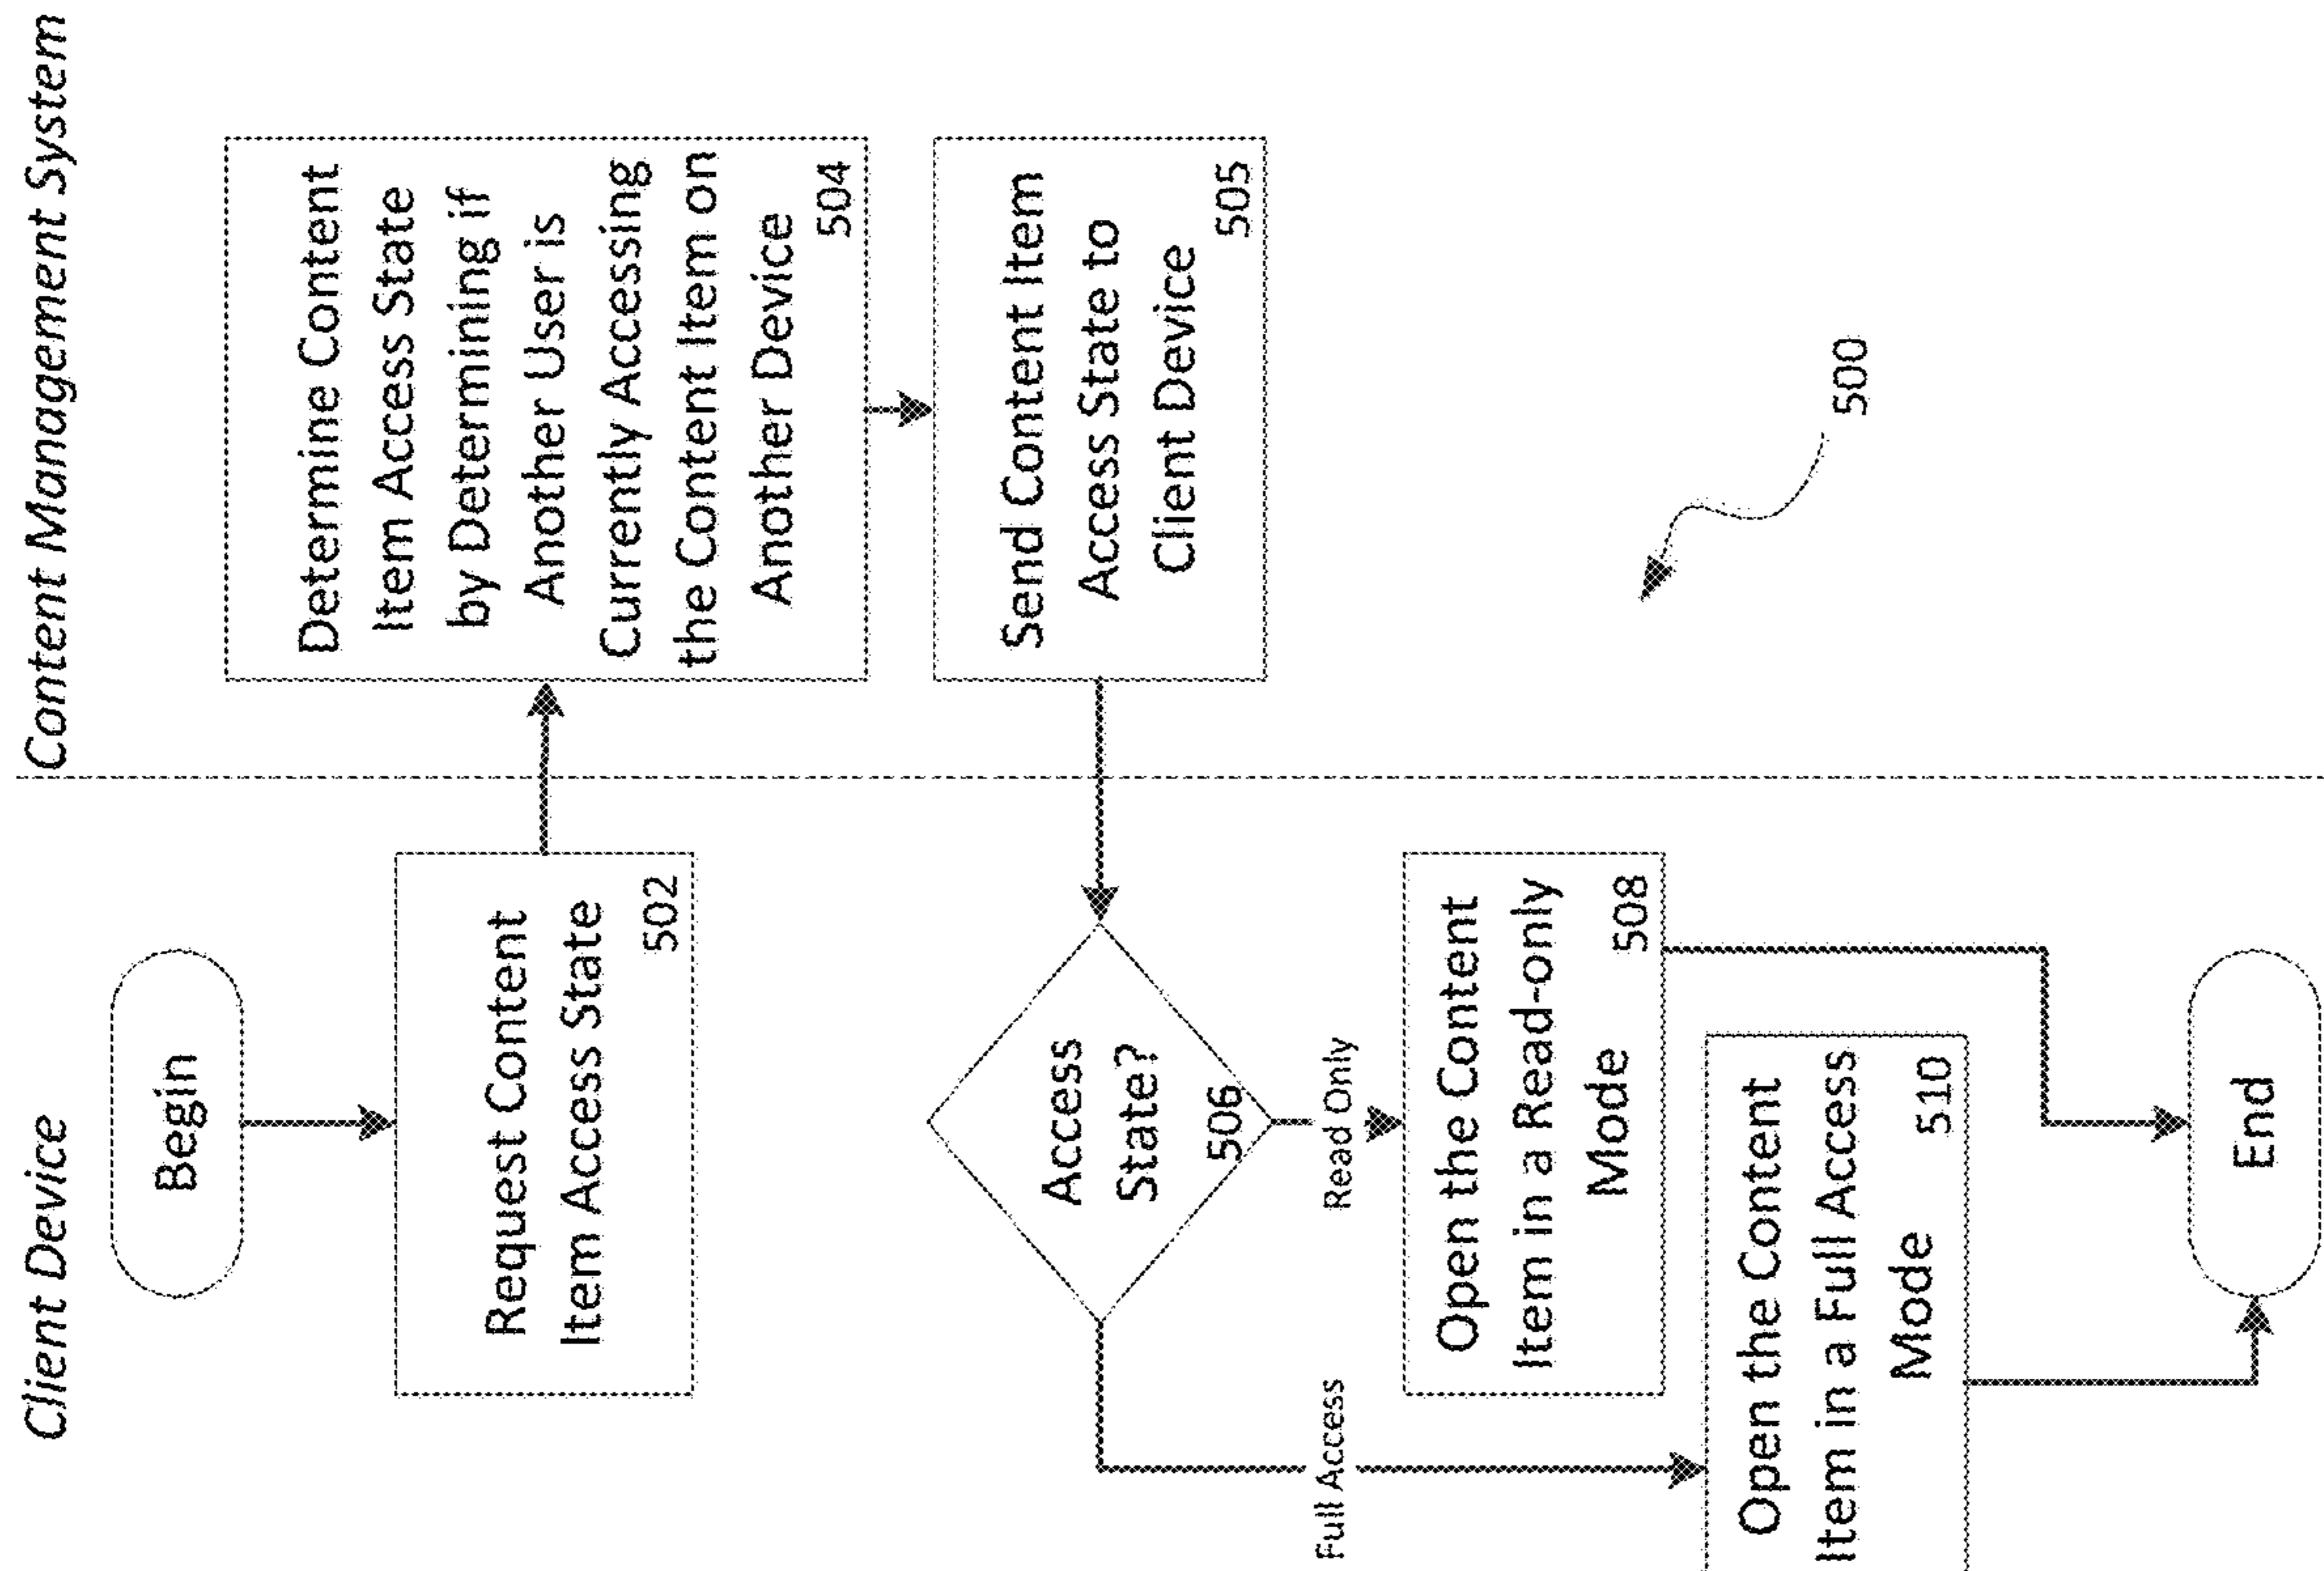 Client Device
Content Management System
Begin
Request Content
Item Access State
502
Determine Content
Item Access State
by Determining if
Another User is
Currently Accessing
the Content Item on
Another Device
504
Send Content Item
Access State to
Client Device
505
Access
State?
506
Full Access
Read Only
Open the Content
Item in a Read-only
Mode
508
Open the Content
Item in a Full Access
Mode
510
End
500